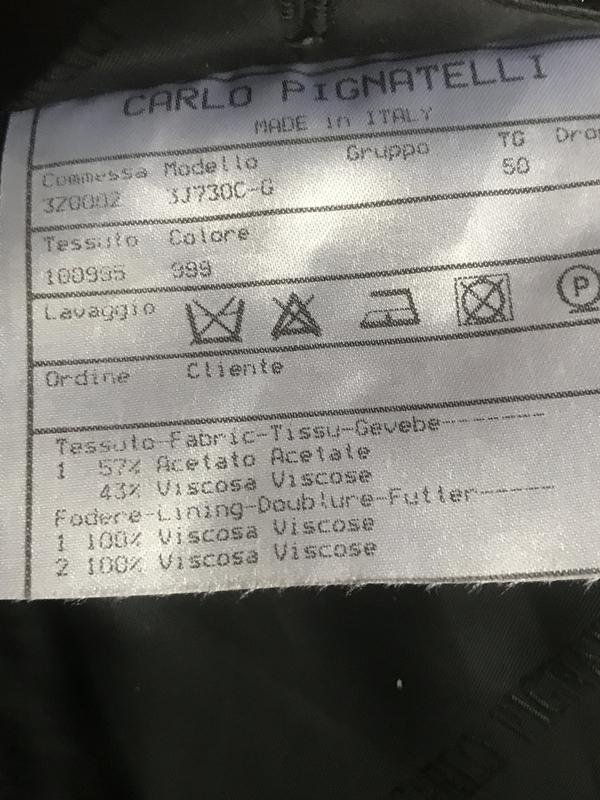 CARLO PIGNATELLI
MADE in ITALY
Commessa Modello Gruppo TG
3Z0002 3J730C-G 50
Tessuto Colore
100995 999
Lavaggio P
Ordine Cliente
Tessuto-Fabric-Tissu-Gevebe------
1 57% Acetato Acetate
43% Viscosa Viscose
Fodere-Lining-Doublure-Futter-----
1 100% Viscosa Viscose
2 100% Viscosa Viscose